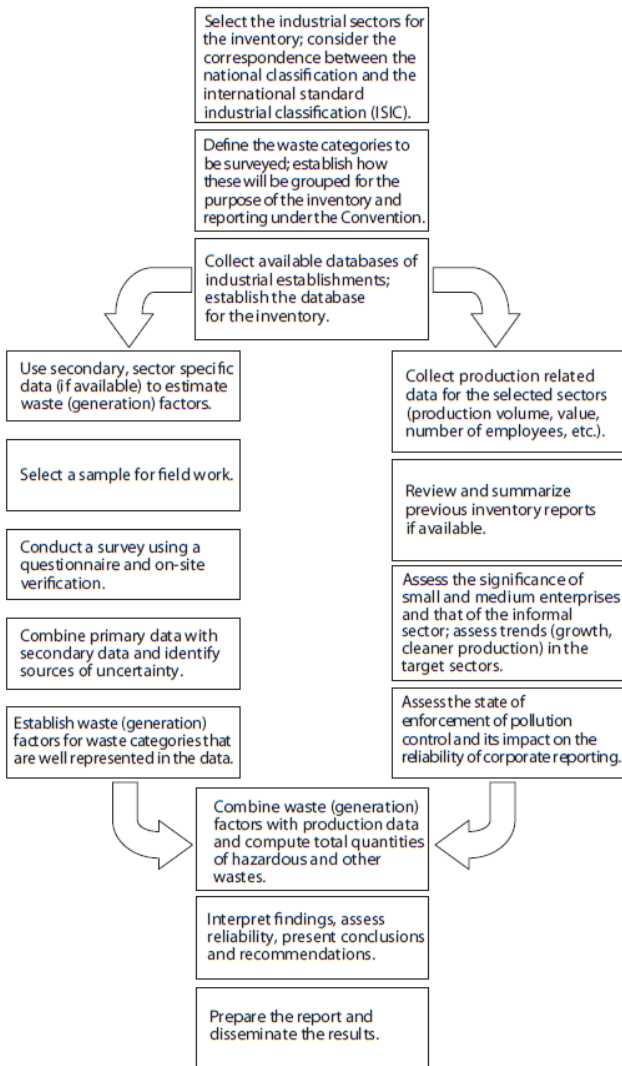 Select the industrial sectors for
the inventory; consider the
correspondence between the
national classification and the
international standard
industrial classification (ISIC).
Define the waste categories to
be surveyed; establish how
these will be grouped for the
purpose of the inventory and
reporting under the Convention.
Collect available databases of
industrial establishments;
establish the database
for the inventory.
Use secondary, sector specific
data (if available) to estimate
waste (generation) factors.
Select a sample for field work.
Conduct a survey using a
questionnaire and on-site
verification.
Combine primary data with
secondary data and identify
sources of uncertainty.
Establish waste (generation)
factors for waste categories that
are well represented in the data.
Collect production related
data for the selected sectors
(production volume, value,
number of employees, etc.).
Review and summarize
previous inventory reports
if available.
Assess the significance of
small and medium enterprises
and that of the informal
sector; assess trends (growth,
cleaner production) in the
target sectors.
Assess the state of
enforcement of pollution
control and its impact on the
reliability of corporate reporting.
Combine waste (generation)
factors with production data
and compute total quantities
of hazardous and other
wastes.
Interpret findings, assess
reliability, present conclusions
and recommendations.
Prepare the report and
disseminate the results.